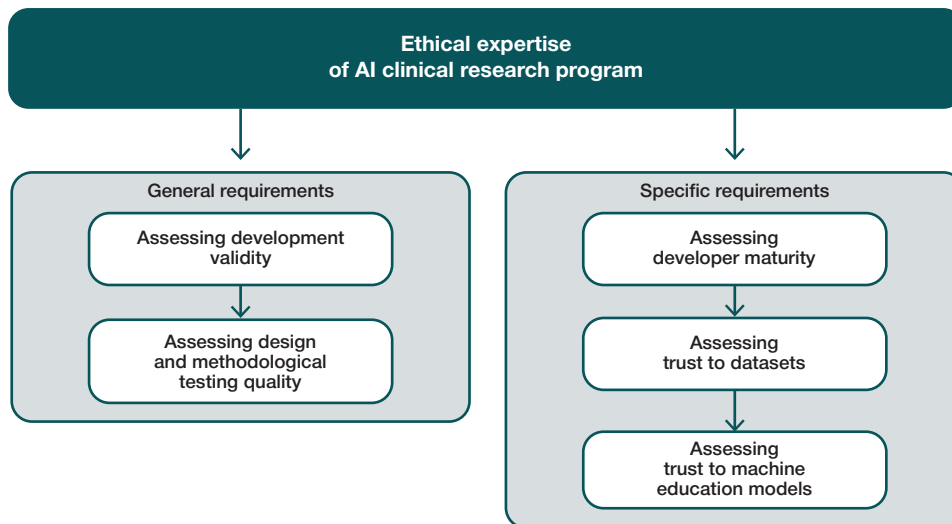 Ethical expertise
of AI clinical research program
General requirements
Assessing development
validity
Assessing design
and methodological
testing quality
Specific requirements
Assessing
developer maturity
Assessing
trust to datasets
Assessing
trust to machine
education models